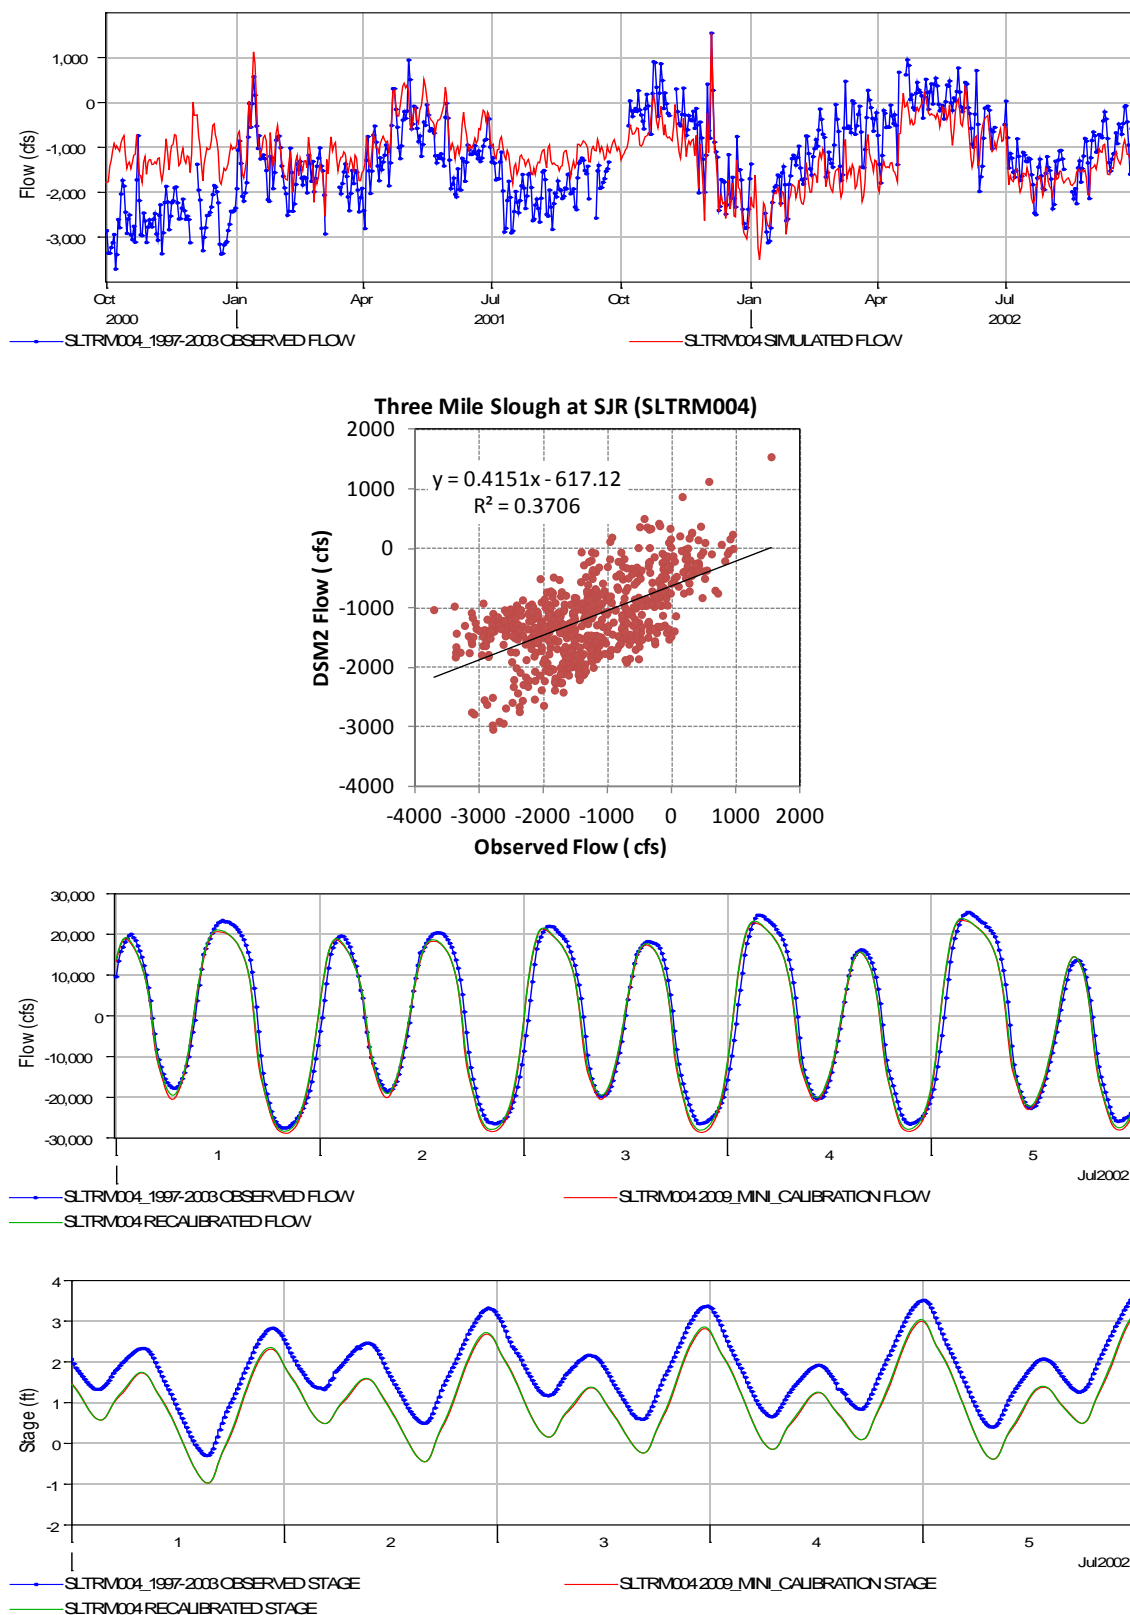 1,000
0
-1,000
-2,000
-3,000
Flow (cfs)
Oct Jan Apr Jul Oct Jan Apr Jul
2000 2001 2002
SLTRM004_1997-2003 OBSERVED FLOW SLTRM004 SIMULATED FLOW
Three Mile Slough at SJR (SLTRM004)
y = 0.4151x - 617.12
R² = 0.3706
2000
1000
0
-1000
-2000
-3000
-4000
DSM2 Flow ( cfs)
-4000 -3000 -2000 -1000 0 1000 2000
Observed Flow ( cfs)
30,000
20,000
10,000
0
-10,000
-20,000
-30,000
Flow (cfs)
1 2 3 4 5
Jul2002
SLTRM004_1997-2003 OBSERVED FLOW SLTRM004 2009_MINI_CALIBRATION FLOW
SLTRM004 RECALIBRATED FLOW
4
3
2
1
0
-1
-2
Stage (ft)
1 2 3 4 5
Jul2002
SLTRM004_1997-2003 OBSERVED STAGE SLTRM004 2009_MINI_CALIBRATION STAGE
SLTRM004 RECALIBRATED STAGE